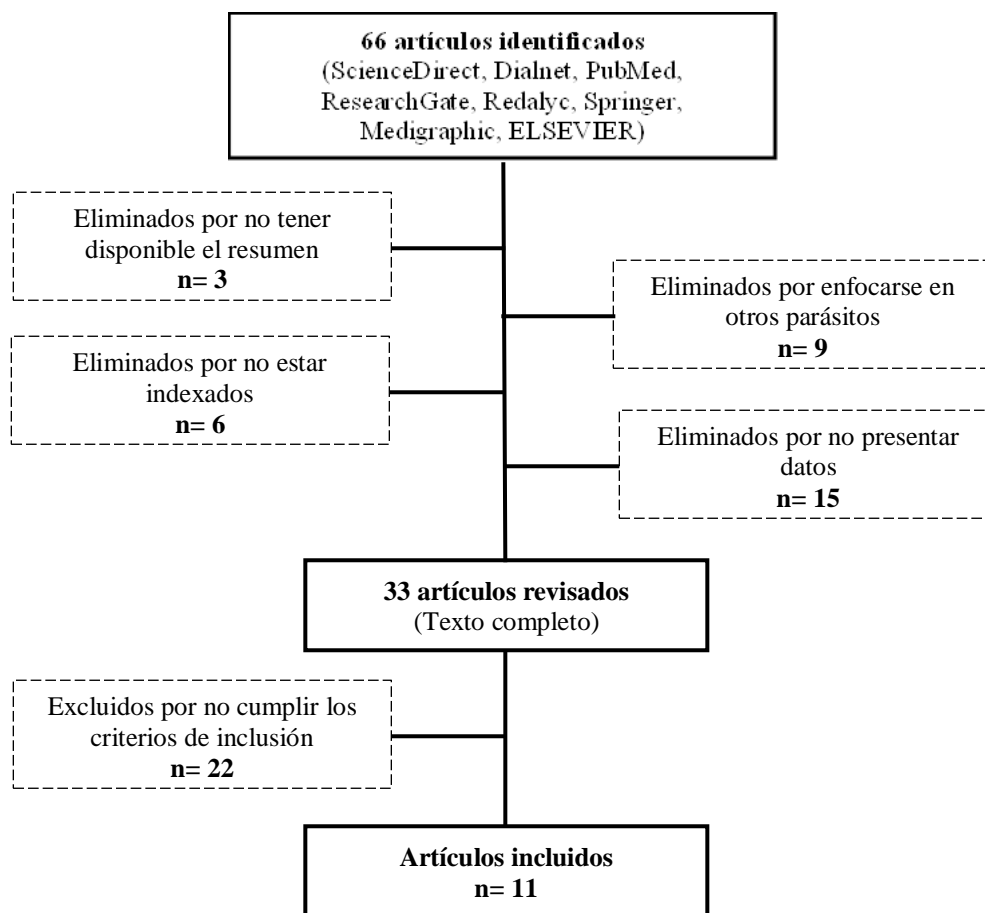 66 artículos identificados
(ScienceDirect, Dialnet, PubMed,
ResearchGate, Redalyc, Springer,
Medigraphic, ELSEVIER)
Eliminados por no tener
disponible el resumen
n= 3
Eliminados por enfocarse en
otros parásitos
n= 9
Eliminados por no estar
indexados
n= 6
Eliminados por no presentar
datos
n= 15
33 artículos revisados
(Texto completo)
Excluidos por no cumplir los
criterios de inclusión
n= 22
Artículos incluidos
n= 11